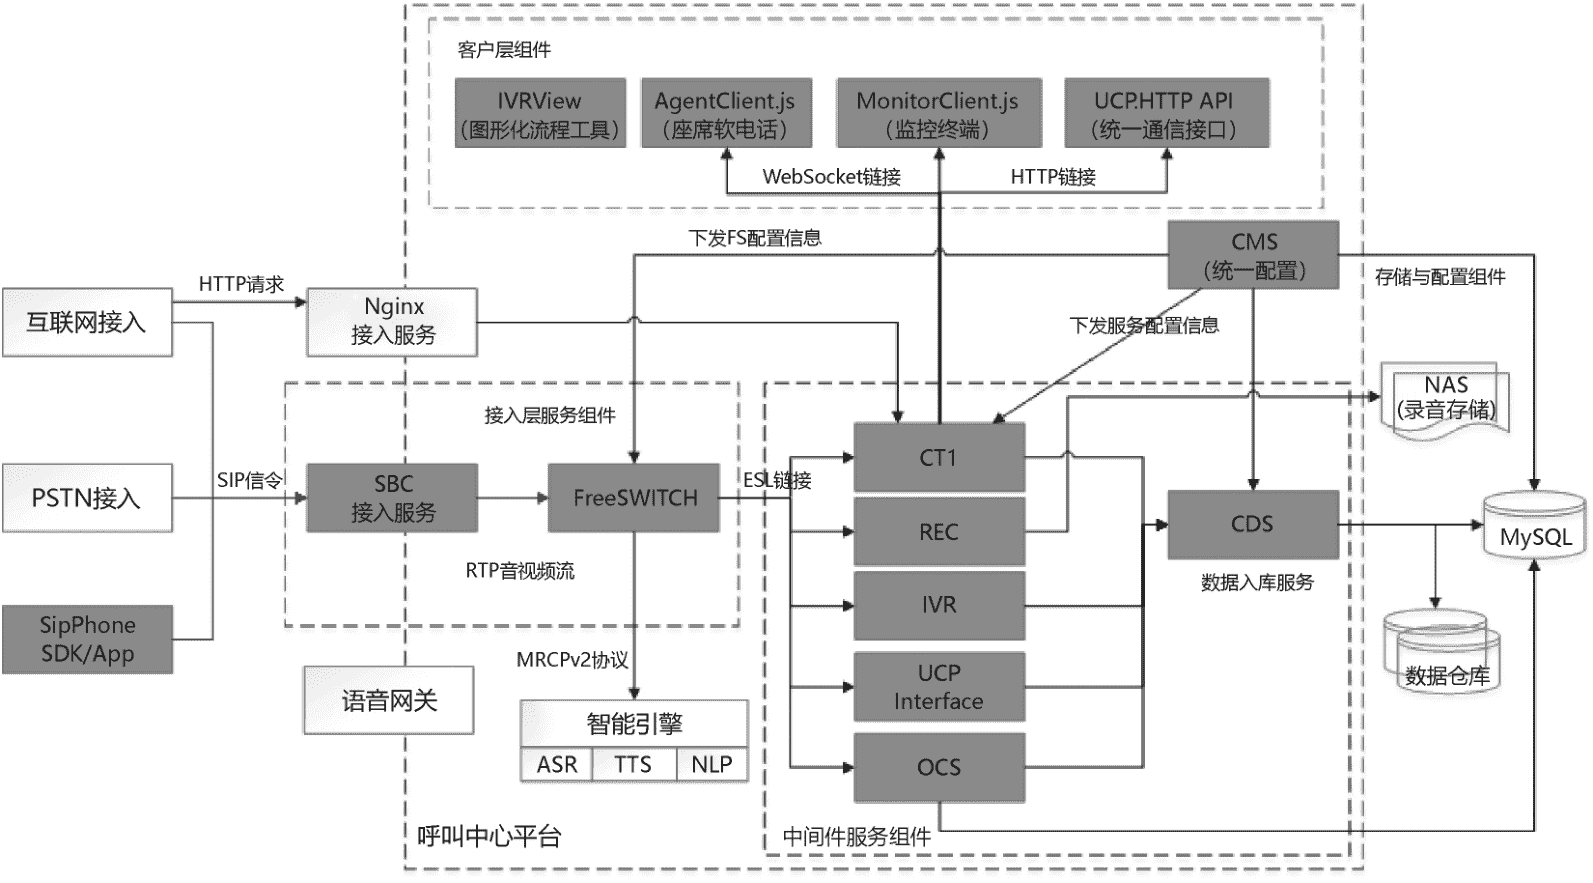 客户层组件
IVRView
(图形化流程工具)
AgentClient.js
(座席软电话)
MonitorClient.js
(监控终端)
UCP.HTTP API
(统一通信接口)
WebSocket链接
HTTP链接
下发FS配置信息
CMS
(统一配置)
存储与配置组件
HTTP请求
互联网接入
Nginx
接入服务
下发服务配置信息
接入层服务组件
NAS
(录音存储)
PSTN接入
SIP信令
SBC
接入服务
FreeSWITCH
ESL链接
CT1
REC
IVR
UCP
Interface
OCS
CDS
数据入库服务
MySQL
数据仓库
RTP音视频流
SipPhone
SDK/App
MRCPv2协议
语音网关
智能引擎
ASR
TTS
NLP
呼叫中心平台
中间件服务组件